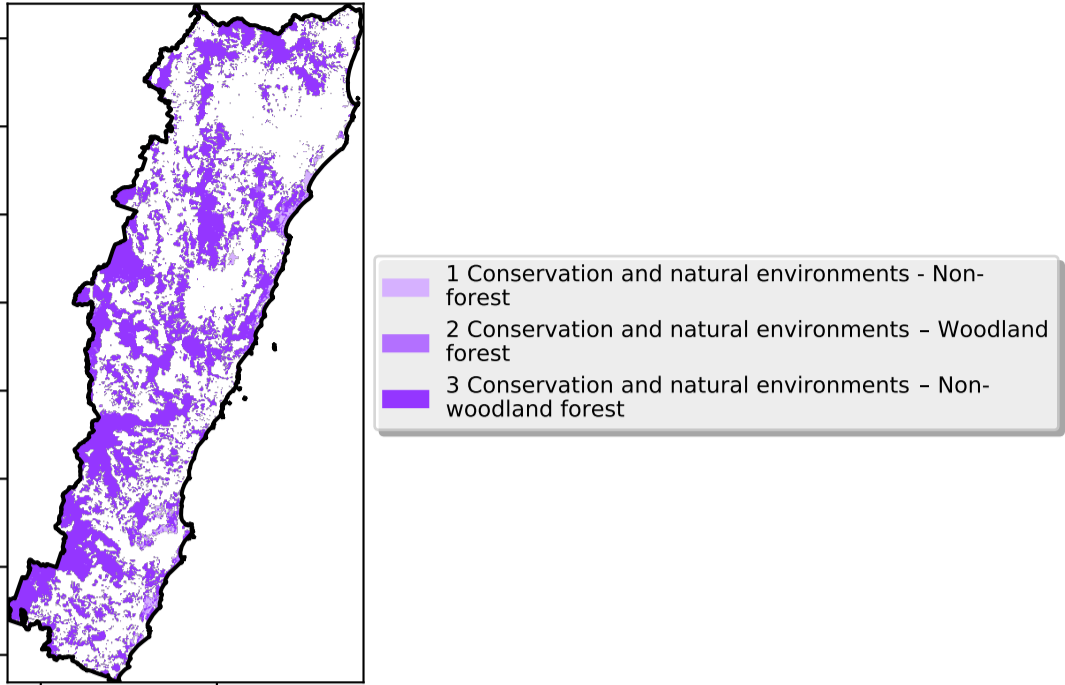 1 Conservation and natural environments - Non-
forest
2 Conservation and natural environments – Woodland
forest
3 Conservation and natural environments – Non-
woodland forest